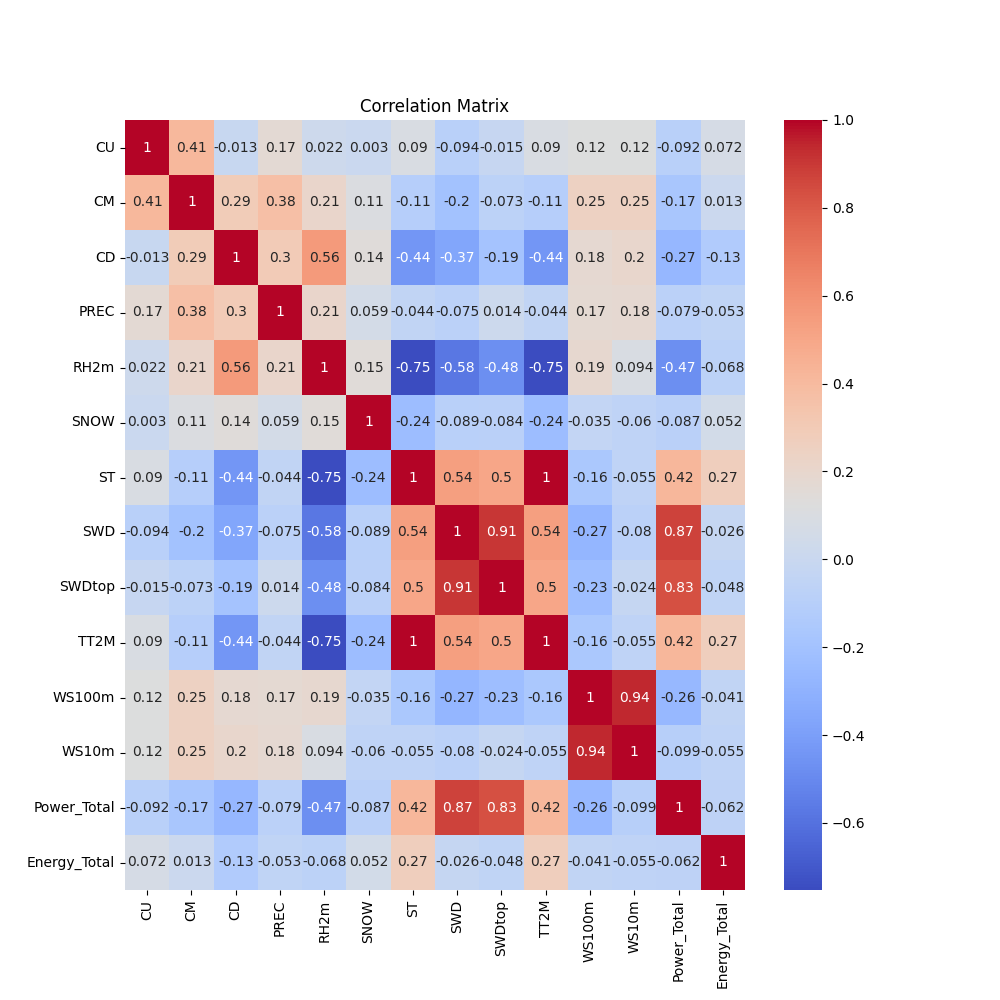 Correlation Matrix
CU 1 0.41 -0.013 0.17 0.022 0.003 0.09 -0.094 -0.015 0.09 0.12 0.12 -0.092 0.072
CM 0.41 1 0.29 0.38 0.21 0.11 -0.11 -0.2 -0.073 -0.11 0.25 0.25 -0.17 0.013
CD -0.013 0.29 1 0.3 0.56 0.14 -0.44 -0.37 -0.19 -0.44 0.18 0.2 -0.27 -0.13
PREC 0.17 0.38 0.3 1 0.21 0.059 -0.044 -0.075 0.014 -0.044 0.17 0.18 -0.079 -0.053
RH2m 0.022 0.21 0.56 0.21 1 0.15 -0.75 -0.58 -0.48 -0.75 0.19 0.094 -0.47 -0.068
SNOW 0.003 0.11 0.14 0.059 0.15 1 -0.24 -0.089 -0.084 -0.24 -0.035 -0.06 -0.087 0.052
ST 0.09 -0.11 -0.44 -0.044 -0.75 -0.24 1 0.54 0.5 1 -0.16 -0.055 0.42 0.27
SWD -0.094 -0.2 -0.37 -0.075 -0.58 -0.089 0.54 1 0.91 0.54 -0.27 -0.08 0.87 -0.026
SWDtop -0.015 -0.073 -0.19 0.014 -0.48 -0.084 0.5 0.91 1 0.5 -0.23 -0.024 0.83 -0.048
TT2M 0.09 -0.11 -0.44 -0.044 -0.75 -0.24 1 0.54 0.5 1 -0.16 -0.055 0.42 0.27
WS100m 0.12 0.25 0.18 0.17 0.19 -0.035 -0.16 -0.27 -0.23 -0.16 1 0.94 -0.26 -0.041
WS10m 0.12 0.25 0.2 0.18 0.094 -0.06 -0.055 -0.08 -0.024 -0.055 0.94 1 -0.099 -0.055
Power_Total -0.092 -0.17 -0.27 -0.079 -0.47 -0.087 0.42 0.87 0.83 0.42 -0.26 -0.099 1 -0.062
Energy_Total 0.072 0.013 -0.13 -0.053 -0.068 0.052 0.27 -0.026 -0.048 0.27 -0.041 -0.055 -0.062 1
CU CM CD PREC RH2m SNOW ST SWD SWDtop TT2M WS100m WS10m Power_Total Energy_Total
1.0
0.8
0.6
0.4
0.2
0.0
−0.2
−0.4
−0.6